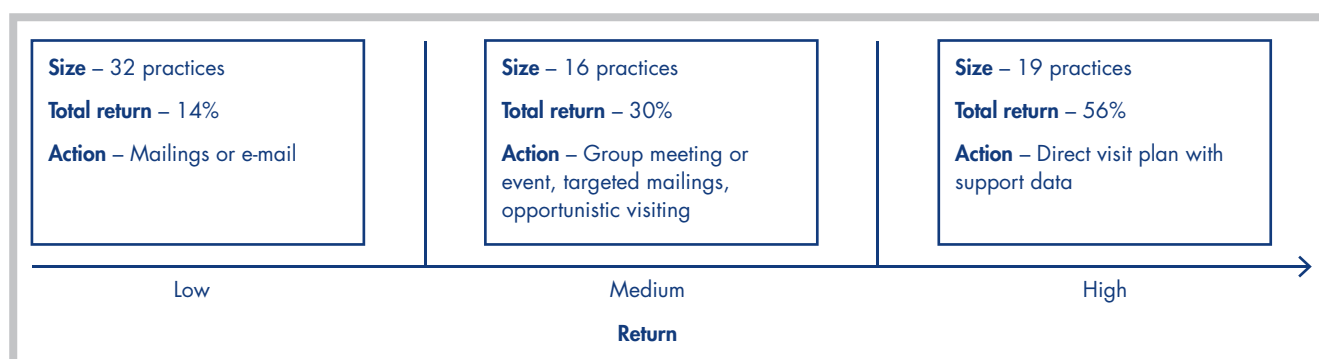 Size – 32 practices
Total return – 14%
Action – Mailings or e-mail
Size – 16 practices
Total return – 30%
Action – Group meeting or
event, targeted mailings,
opportunistic visiting
Size – 19 practices
Total return – 56%
Action – Direct visit plan with
support data
Low
Medium
High
Return